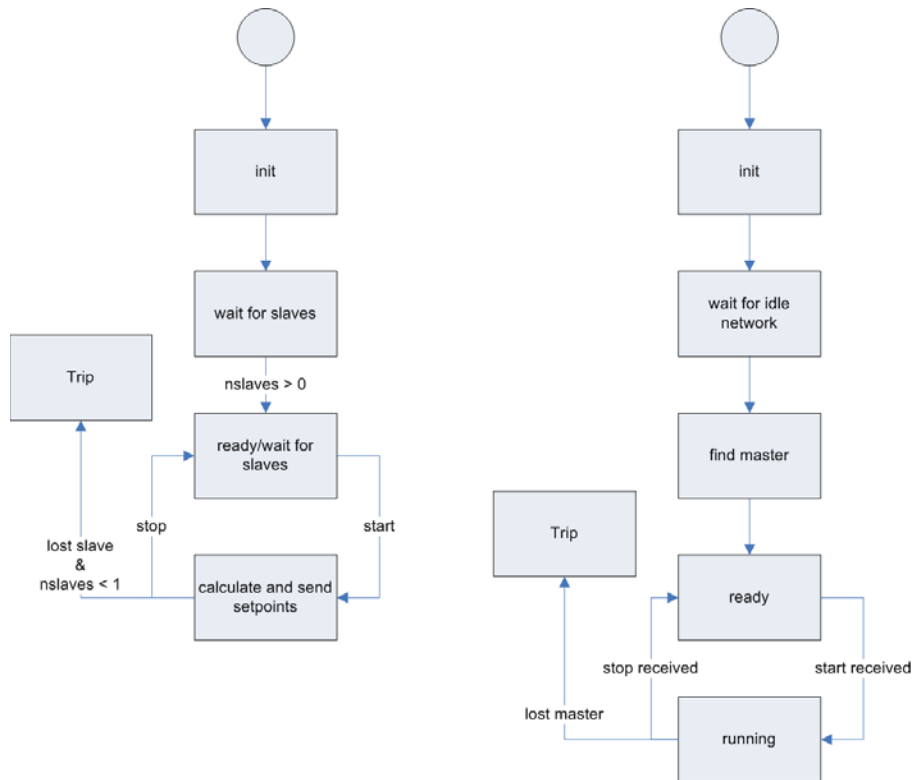 init
wait for slaves
nslaves > 0
Trip
ready/wait for
slaves
stop
start
lost slave
&
nslaves < 1
calculate and send
setpoints
init
wait for idle
network
find master
Trip
ready
stop received
start received
lost master
running